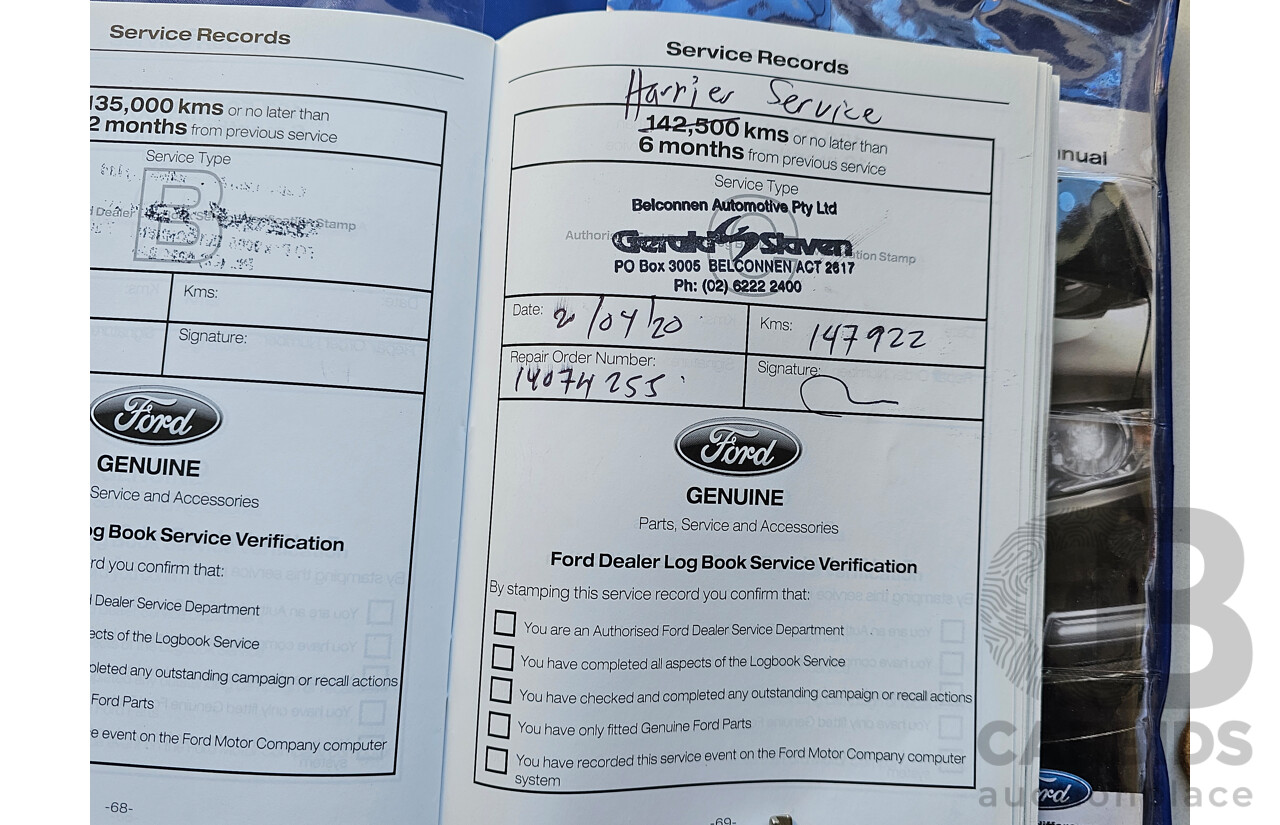 Service Records
135,000 kms or no later than
2 months from previous service
Service Type
B
d Dealer
Stamp
Kms:
Signature:
Ford
GENUINE
Service and Accessories
og Book Service Verification
rd you confirm that:
d Dealer Service Department
ects of the Logbook Service
pleted any outstanding campaign or recall actions
Ford Parts
e event on the Ford Motor Company computer
-68-
Service Records
Harrier Service
142,500 kms or no later than
6 months from previous service
Service Type
Belconnen Automotive Pty Ltd
Gerald Slaven
PO Box 3005 BELCONNEN ACT 2617
Ph: (02) 6222 2400
Date: /04/20
Kms: 147922
Repair Order Number:
14074255
Signature:
Ford
GENUINE
Parts, Service and Accessories
Ford Dealer Log Book Service Verification
By stamping this service record you confirm that:
You are an Authorised Ford Dealer Service Department
You have completed all aspects of the Logbook Service
You have checked and completed any outstanding campaign or recall actions
You have only fitted Genuine Ford Parts
You have recorded this service event on the Ford Motor Company computer
system
-69-
nual
Ford